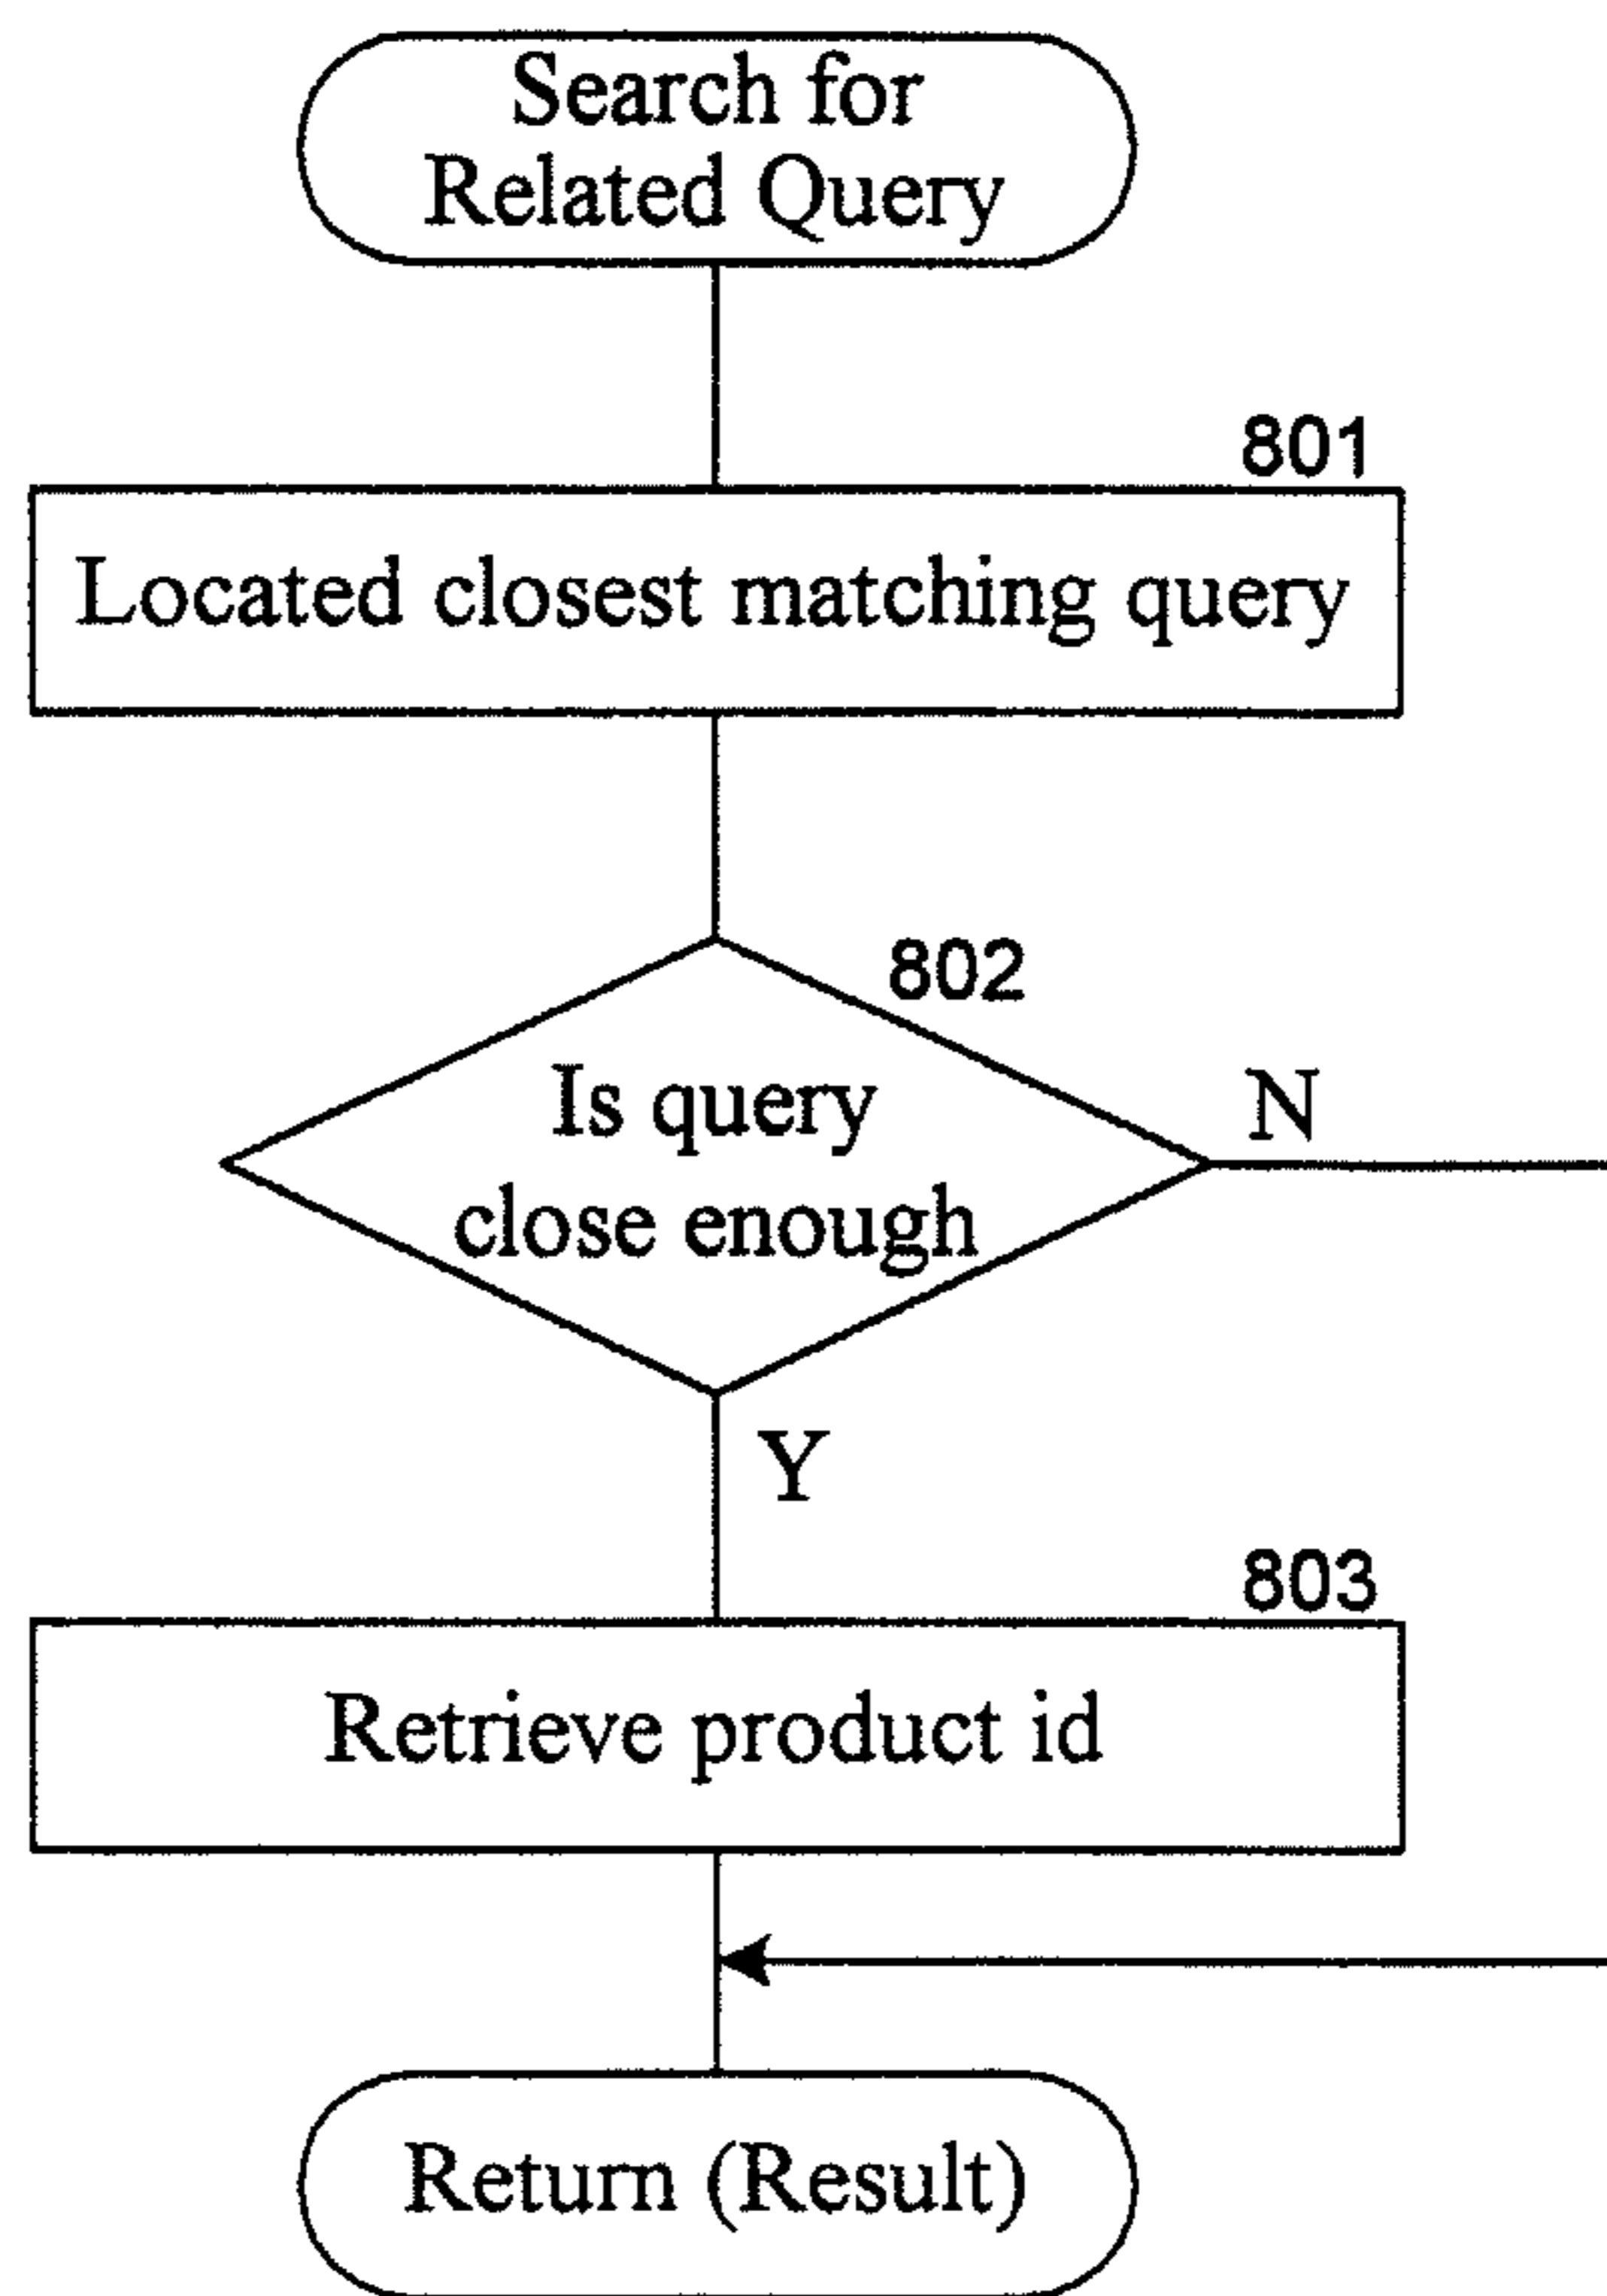 Search for
Related Query
801
Located closest matching query
802
Is query
close enough
N
Y
803
Retrieve product id
Return (Result)